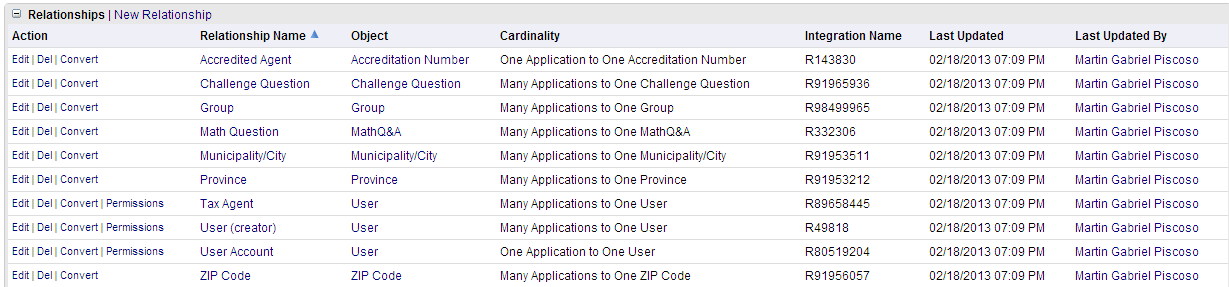 Relationships | New Relationship
Action Relationship Name Object Cardinality Integration Name Last Updated Last Updated By
Edit | Del | Convert Accredited Agent Accreditation Number One Application to One Accreditation Number R143830 02/18/2013 07:09 PM Martin Gabriel Piscoso
Edit | Del | Convert Challenge Question Challenge Question Many Applications to One Challenge Question R91965936 02/18/2013 07:09 PM Martin Gabriel Piscoso
Edit | Del | Convert Group Group Many Applications to One Group R98499965 02/18/2013 07:09 PM Martin Gabriel Piscoso
Edit | Del | Convert Math Question MathQ&A Many Applications to One MathQ&A R332306 02/18/2013 07:09 PM Martin Gabriel Piscoso
Edit | Del | Convert Municipality/City Municipality/City Many Applications to One Municipality/City R91953511 02/18/2013 07:09 PM Martin Gabriel Piscoso
Edit | Del | Convert Province Province Many Applications to One Province R91953212 02/18/2013 07:09 PM Martin Gabriel Piscoso
Edit | Del | Convert | Permissions Tax Agent User Many Applications to One User R89658445 02/18/2013 07:09 PM Martin Gabriel Piscoso
Edit | Del | Convert | Permissions User (creator) User Many Applications to One User R49818 02/18/2013 07:09 PM Martin Gabriel Piscoso
Edit | Del | Convert | Permissions User Account User One Application to One User R80519204 02/18/2013 07:09 PM Martin Gabriel Piscoso
Edit | Del | Convert ZIP Code ZIP Code Many Applications to One ZIP Code R91956057 02/18/2013 07:09 PM Martin Gabriel Piscoso